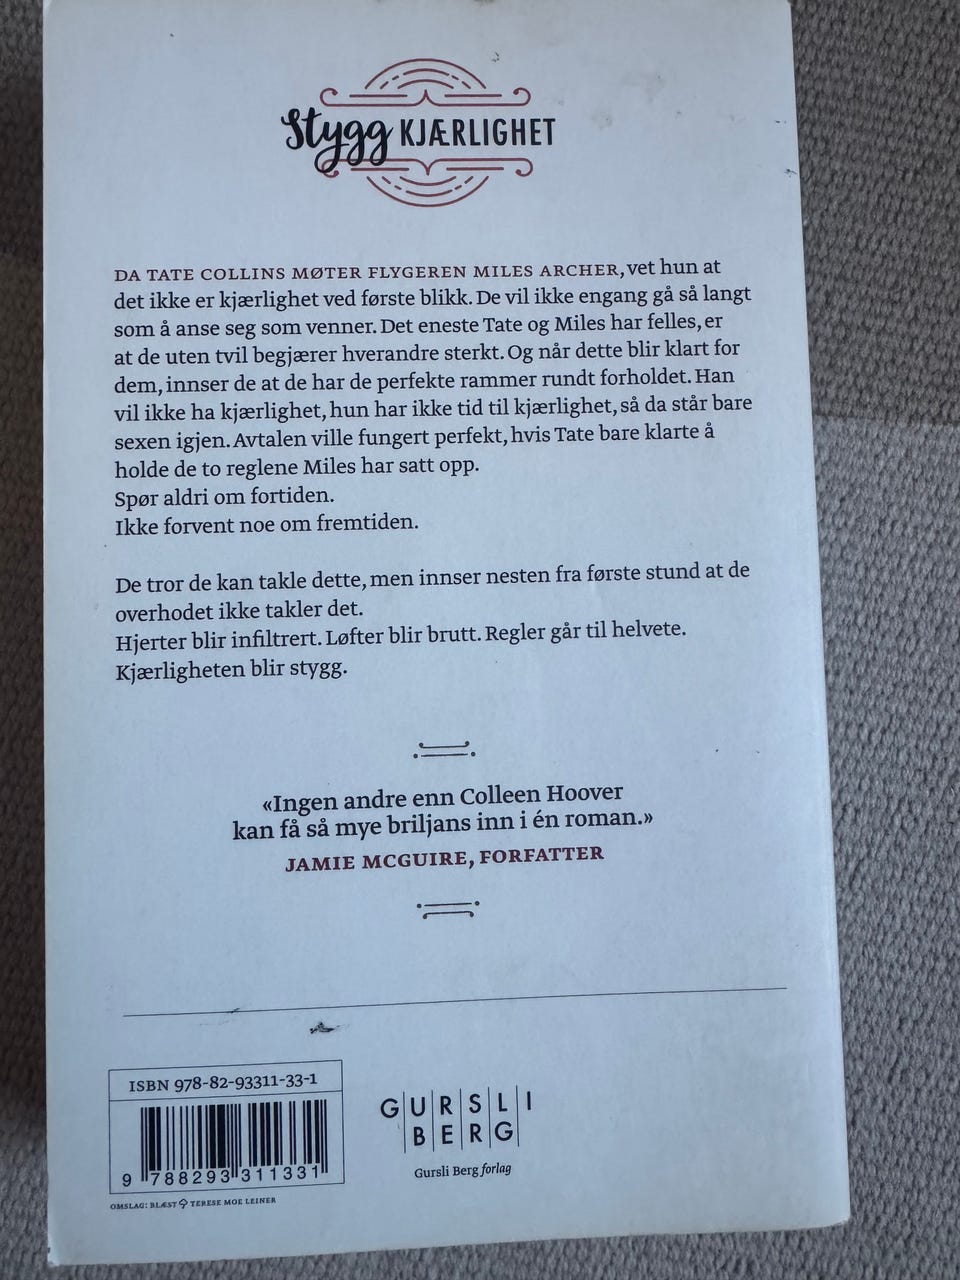 Stygg KJÆRLIGHET
DA TATE COLLINS MØTER FLYGEREN MILES ARCHER, vet hun at
det ikke er kjærlighet ved første blikk. De vil ikke engang gå så langt
som å anse seg som venner. Det eneste Tate og Miles har felles, er
at de uten tvil begjærer hverandre sterkt. Og når dette blir klart for
dem, innser de at de har de perfekte rammer rundt forholdet. Han
vil ikke ha kjærlighet, hun har ikke tid til kjærlighet, så da står bare
sexen igjen. Avtalen ville fungert perfekt, hvis Tate bare klarte å
holde de to reglene Miles har satt opp.
Spør aldri om fortiden.
Ikke forvent noe om fremtiden.
De tror de kan takle dette, men innser nesten fra første stund at de
overhodet ikke takler det.
Hjerter blir infiltrert. Løfter blir brutt. Regler går til helvete.
Kjærligheten blir stygg.
«Ingen andre enn Colleen Hoover
kan få så mye briljans inn i én roman.»
JAMIE MCGUIRE, FORFATTER
ISBN 978-82-93311-33-1
9 788293 311331
OMSLAG: BLÆST TERESE MOE LEINER
GURSLI
BERG
Gursli Berg forlag